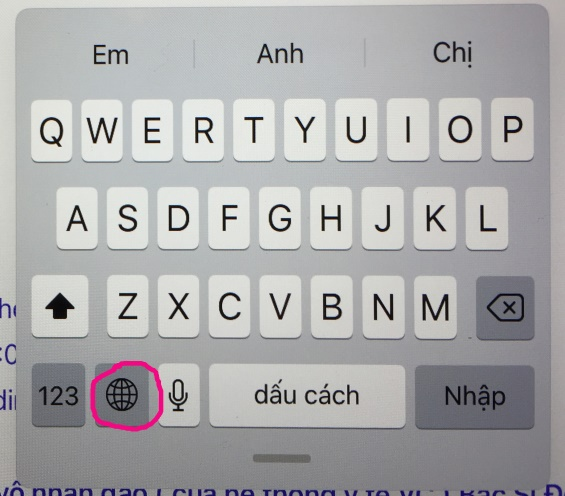 Em Anh Chị
Q W E R T Y U I O P
A S D F G H J K L
Z X C V B N M
123 dấu cách Nhập